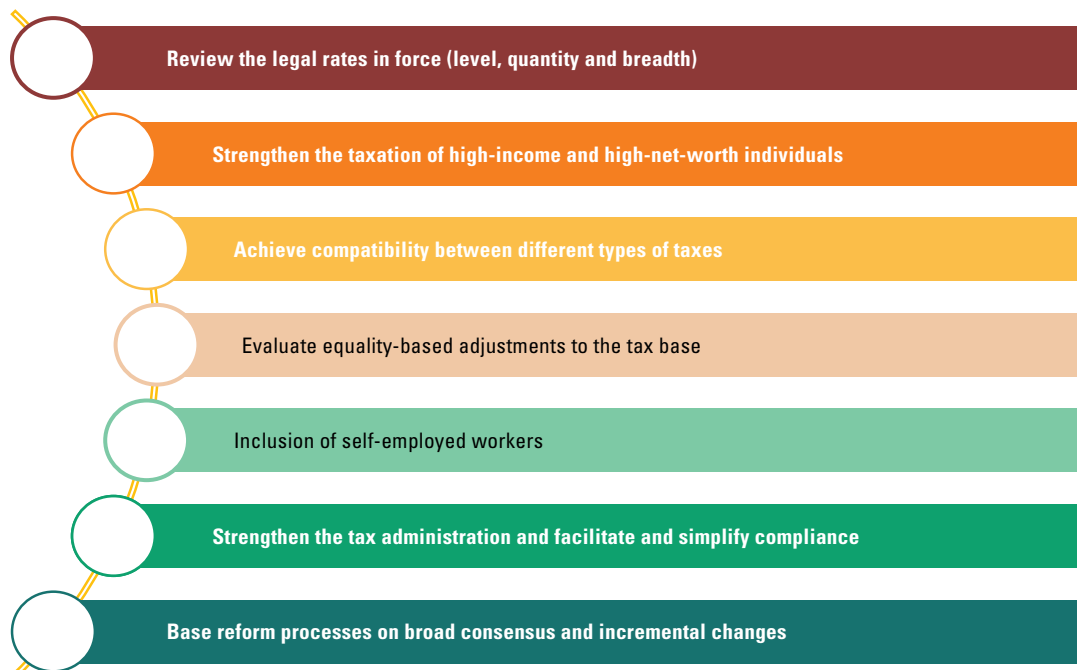 Review the legal rates in force (level, quantity and breadth)
Strengthen the taxation of high-income and high-net-worth individuals
Achieve compatibility between different types of taxes
Evaluate equality-based adjustments to the tax base
Inclusion of self-employed workers
Strengthen the tax administration and facilitate and simplify compliance
Base reform processes on broad consensus and incremental changes